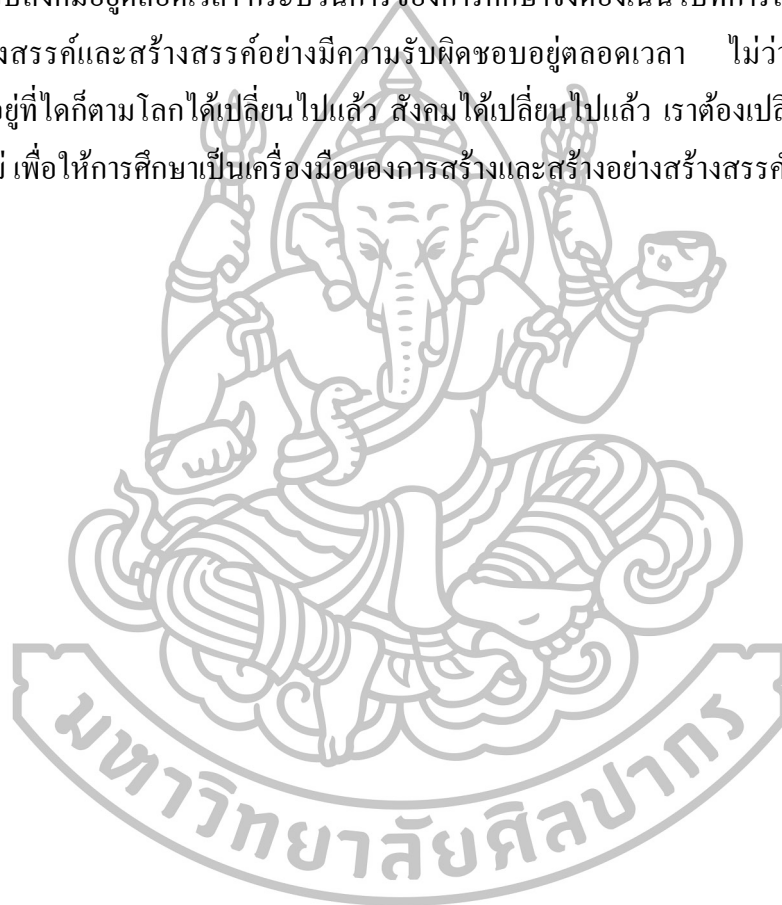 งสรรค์และสร้างสรรค์อย่างมีความรับผิดชอบอยู่ตลอดเวลา ไม่ว่า
อยู่ที่ใดก็ตามโลกได้เปลี่ยนไปแล้ว สังคมได้เปลี่ยนไปแล้ว เราต้องเปลี่
เพื่อให้การศึกษาเป็นเครื่องมือของการสร้างและสร้างอย่างสร้างสรรค์
มหาวิทยาลัยศิลปากร